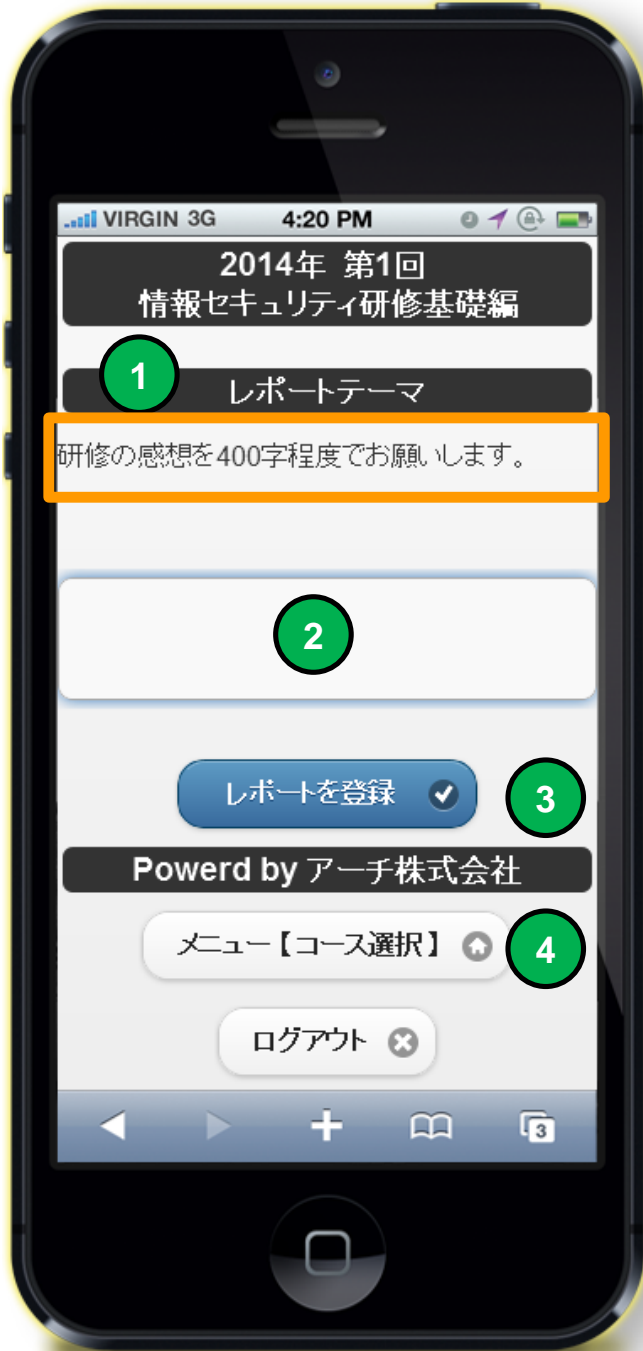 VIRGIN 3G 4:20 PM
2014年 第1回
情報セキュリティ研修基礎編
1
レポートテーマ
研修の感想を400字程度でお願いします。
2
レポートを登録
3
Powerd by アーチ株式会社
メニュー【コース選択】
4
ログアウト
3